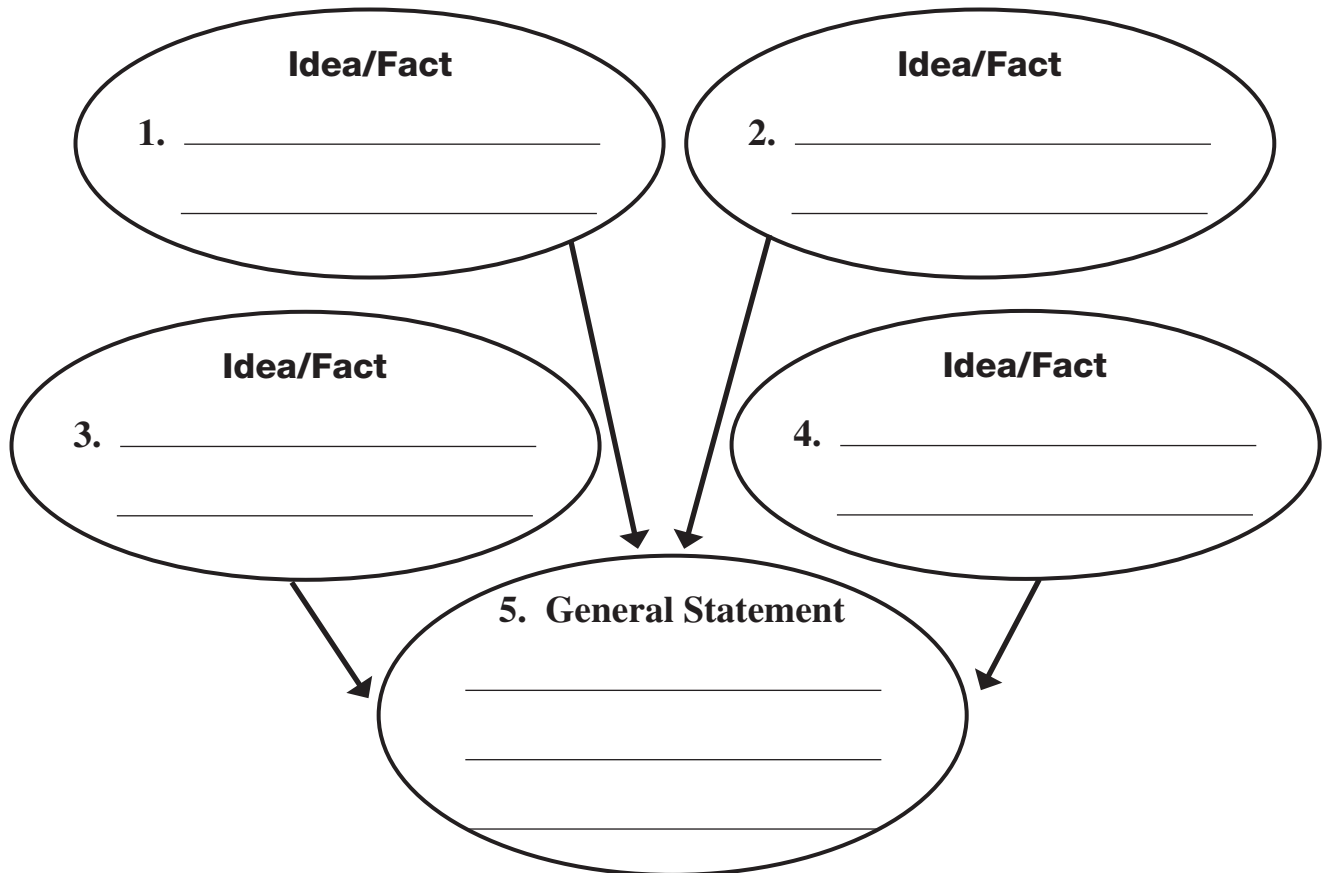 Idea/Fact
1.
Idea/Fact
2.
Idea/Fact
3.
Idea/Fact
4.
5. General Statement